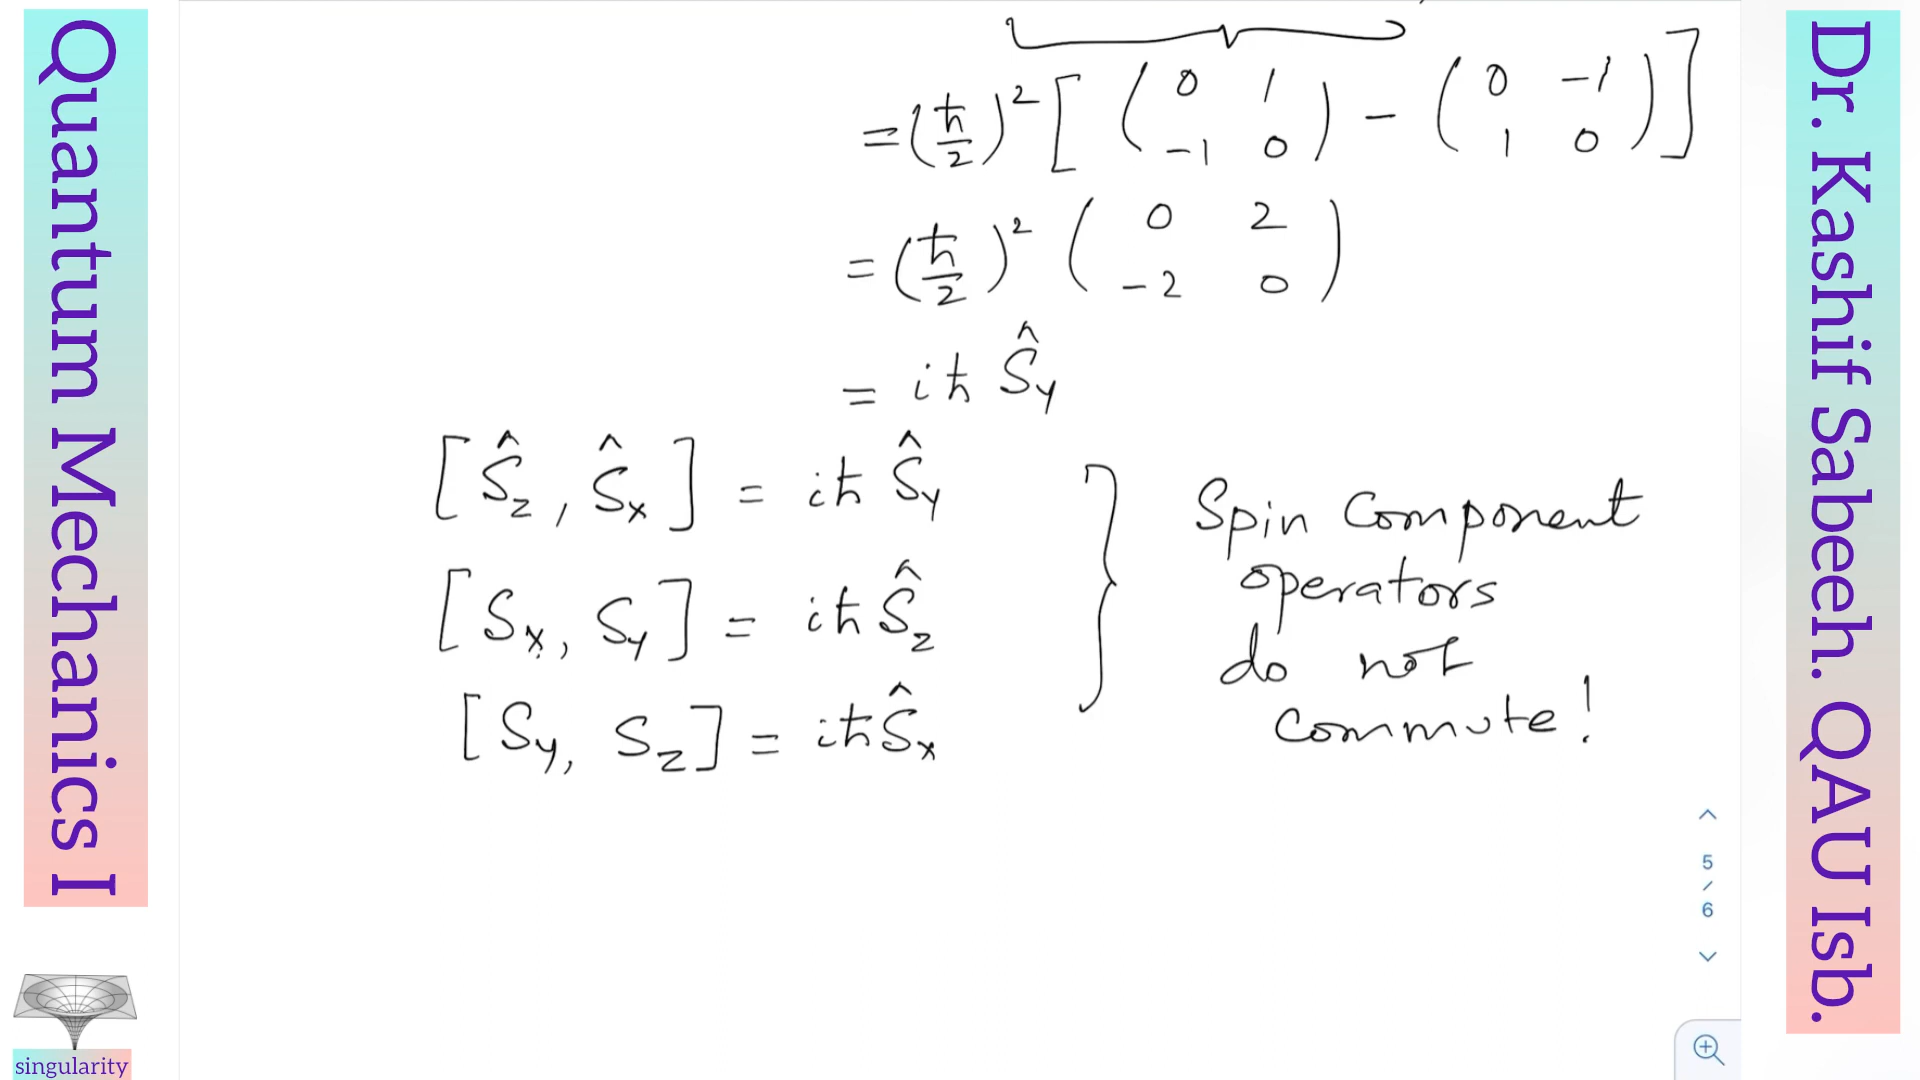 Quantum Mechanics I
= (ħ/2)² [ ( 0 1
-1 0 ) - ( 0 -1
1 0 ) ]
= (ħ/2)² ( 0 2
-2 0 )
= iħ Ŝy
[Ŝz, Ŝx] = iħ Ŝy
[Sx, Sy] = iħ Ŝz
[Sy, Sz] = iħ Ŝx
Spin Component
operators
do not
commute!
5
/
6
singularity
Dr. Kashif Sabeeh. QAU Isb.